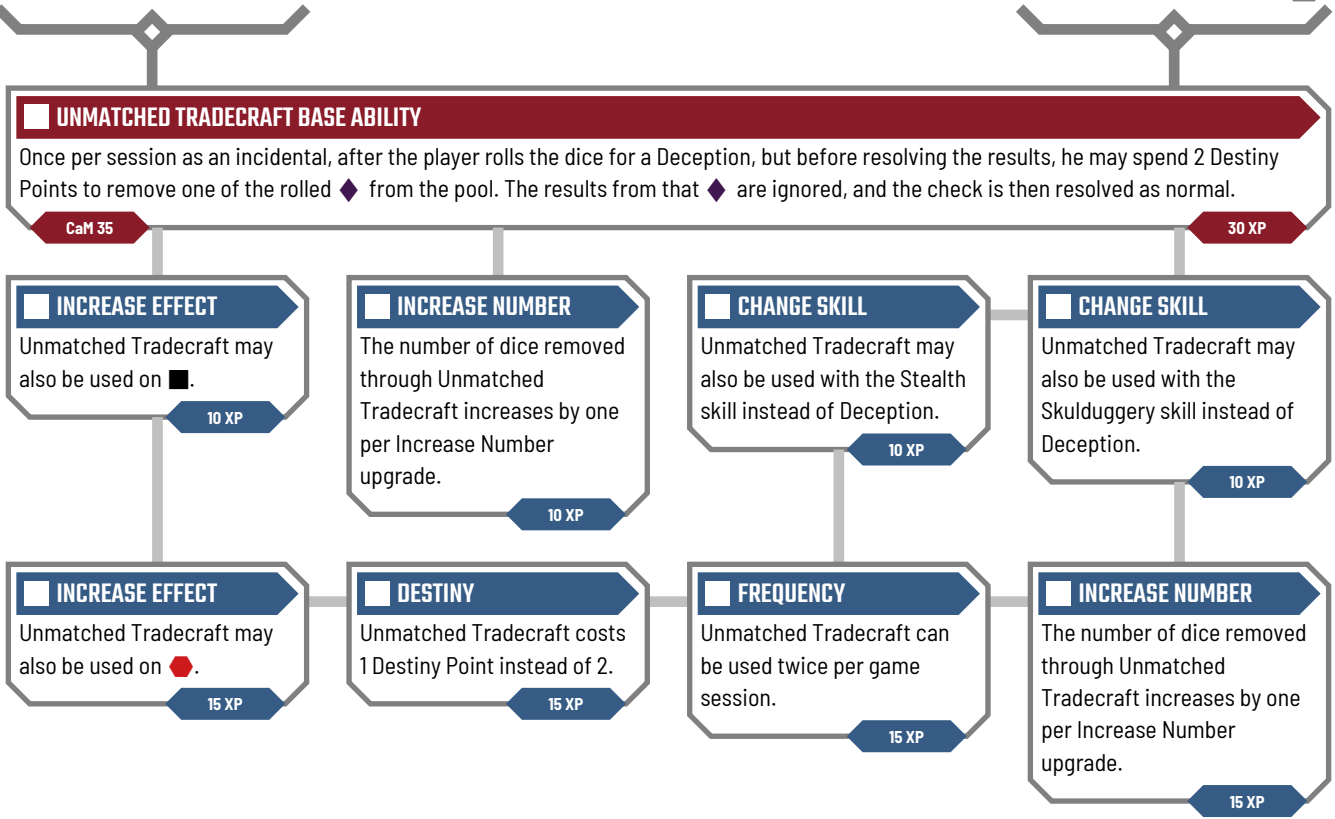 UNMATCHED TRADECRAFT BASE ABILITY
Once per session as an incidental, after the player rolls the dice for a Deception, but before resolving the results, he may spend 2 Destiny
Points to remove one of the rolled ♦ from the pool. The results from that ♦ are ignored, and the check is then resolved as normal.
CaM 35
30 XP
INCREASE EFFECT
Unmatched Tradecraft may
also be used on ■.
10 XP
INCREASE NUMBER
The number of dice removed
through Unmatched
Tradecraft increases by one
per Increase Number
upgrade.
10 XP
CHANGE SKILL
Unmatched Tradecraft may
also be used with the Stealth
skill instead of Deception.
10 XP
CHANGE SKILL
Unmatched Tradecraft may
also be used with the
Skulduggery skill instead of
Deception.
10 XP
INCREASE EFFECT
Unmatched Tradecraft may
also be used on ⬢.
15 XP
DESTINY
Unmatched Tradecraft costs
1 Destiny Point instead of 2.
15 XP
FREQUENCY
Unmatched Tradecraft can
be used twice per game
session.
15 XP
INCREASE NUMBER
The number of dice removed
through Unmatched
Tradecraft increases by one
per Increase Number
upgrade.
15 XP